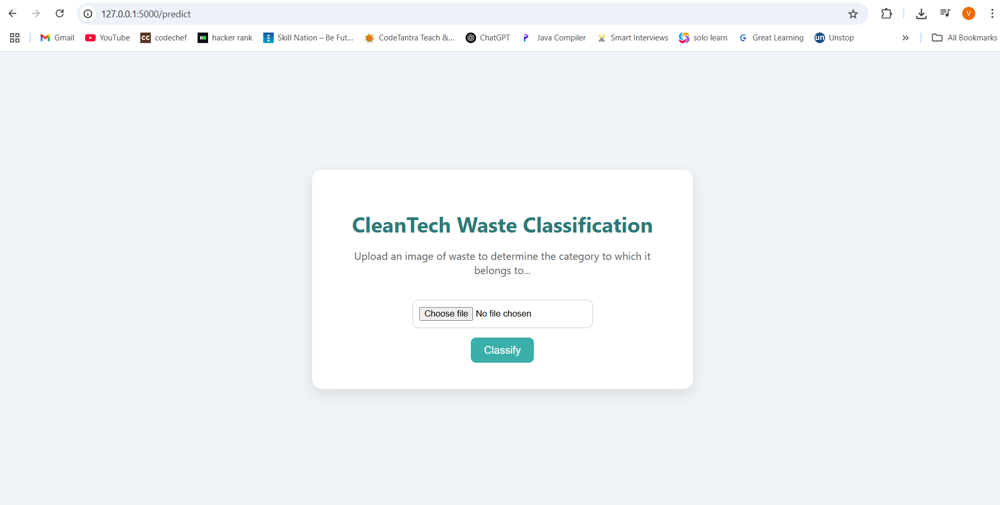 127.0.0.1:5000/predict
V
Gmail YouTube CC codechef H hacker rank Skill Nation – Be Fut... CodeTantra Teach &... ChatGPT Java Compiler Smart Interviews solo learn G Great Learning un Unstop » All Bookmarks
CleanTech Waste Classification
Upload an image of waste to determine the category to which it
belongs to...
Choose file No file chosen
Classify